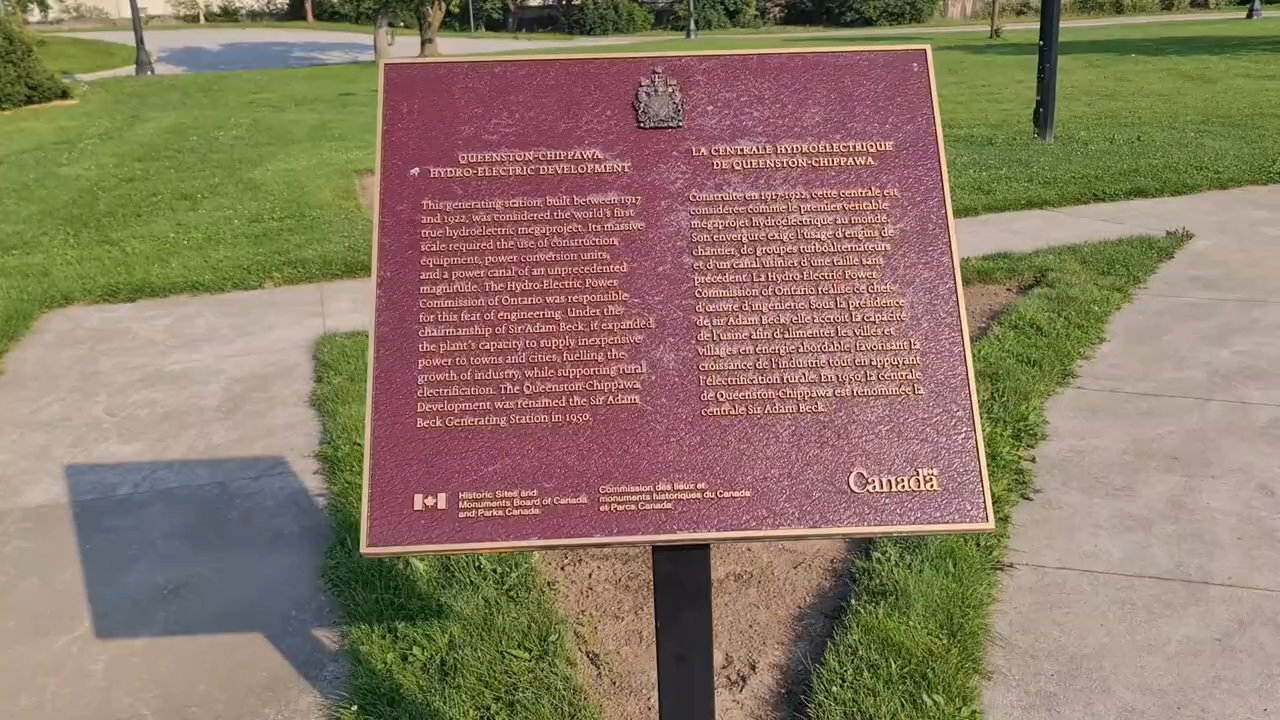 QUEENSTON-CHIPPAWA
HYDRO-ELECTRIC DEVELOPMENT
This generating station, built between 1917
and 1922, was considered the world's first
true hydroelectric megaproject. Its massive
scale required the use of construction
equipment, power conversion units,
and a power canal of an unprecedented
magnitude. The Hydro-Electric Power
Commission of Ontario was responsible
for this feat of engineering. Under the
chairmanship of Sir Adam Beck, it expanded
the plant's capacity to supply inexpensive
power to towns and cities, fuelling the
growth of industry, while supporting rural
electrification. The Queenston-Chippawa
Development was renamed the Sir Adam
Beck Generating Station in 1950.
LA CENTRALE HYDROÉLECTRIQUE
DE QUEENSTON-CHIPPAWA
Construite en 1917-1922, cette centrale est
considérée comme le premier véritable
mégaprojet hydroélectrique au monde.
Son envergure exige l'usage d'engins de
chantier, de groupes turboalternateurs
et d'un canal usinier d'une taille sans
précédent. La Hydro-Electric Power
Commission of Ontario réalise ce chef-
d'œuvre d'ingénierie. Sous la présidence
de sir Adam Beck, elle accroît la capacité
de l'usine afin d'alimenter les villes et
villages en énergie abordable, favorisant la
croissance de l'industrie tout en appuyant
l'électrification rurale. En 1950, la centrale
de Queenston-Chippawa est renommée la
centrale Sir Adam Beck.
Historic Sites and
Monuments Board of Canada
and Parks Canada
Commission des lieux et
monuments historiques du Canada
et Parcs Canada
Canada